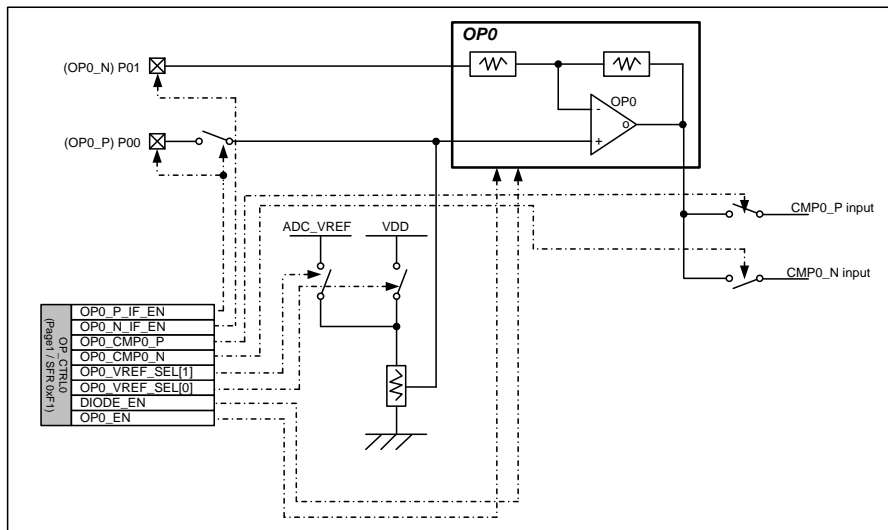 OP0
(OP0_N) P01
OP0
-
o
+
(OP0_P) P00
CMP0_P input
ADC_VREF
VDD
CMP0_N input
OP_CTRL0
(Page1 / SFR 0xF1)
OP0_P_IF_EN
OP0_N_IF_EN
OP0_CMP0_P
OP0_CMP0_N
OP0_VREF_SEL[1]
OP0_VREF_SEL[0]
DIODE_EN
OP0_EN